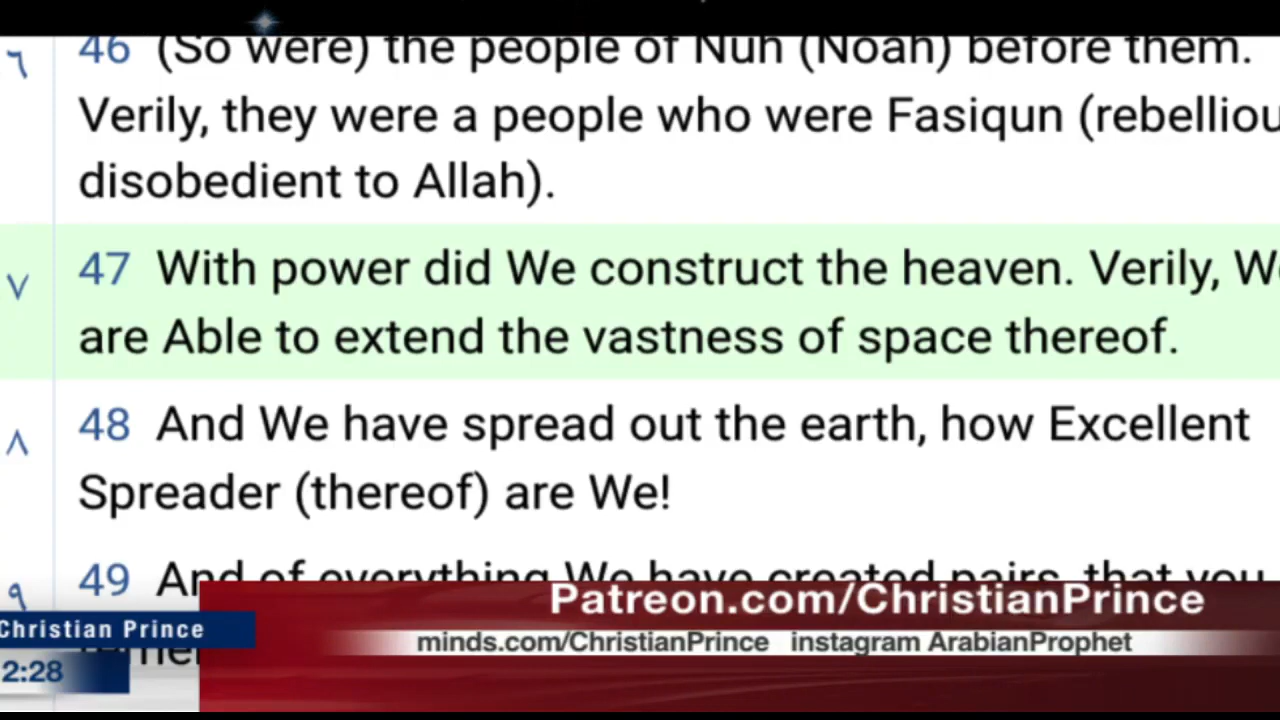 ٦ 46 (So were) the people of Nuh (Noah) before them.
Verily, they were a people who were Fasiqun (rebelliou
disobedient to Allah).
٧ 47 With power did We construct the heaven. Verily, We
are Able to extend the vastness of space thereof.
٨ 48 And We have spread out the earth, how Excellent
Spreader (thereof) are We!
٩ 49 And of everything We have created pairs, that you
Patreon.com/ChristianPrince
Christian Prince
minds.com/ChristianPrince instagram ArabianProphet
2:28